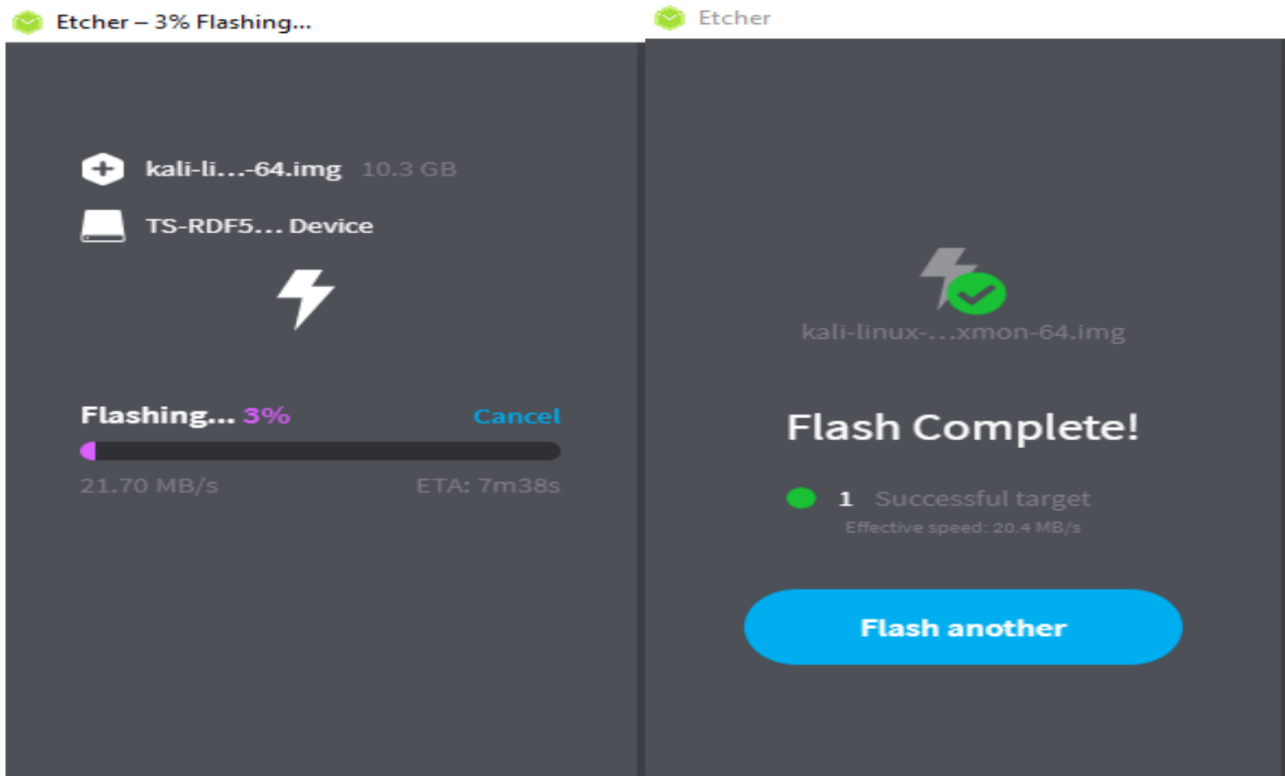 Etcher – 3% Flashing...
kali-li...-64.img 10.3 GB
TS-RDF5... Device
Flashing... 3% Cancel
21.70 MB/s ETA: 7m38s
Etcher
kali-linux-...xmon-64.img
Flash Complete!
1 Successful target
Effective speed: 20.4 MB/s
Flash another